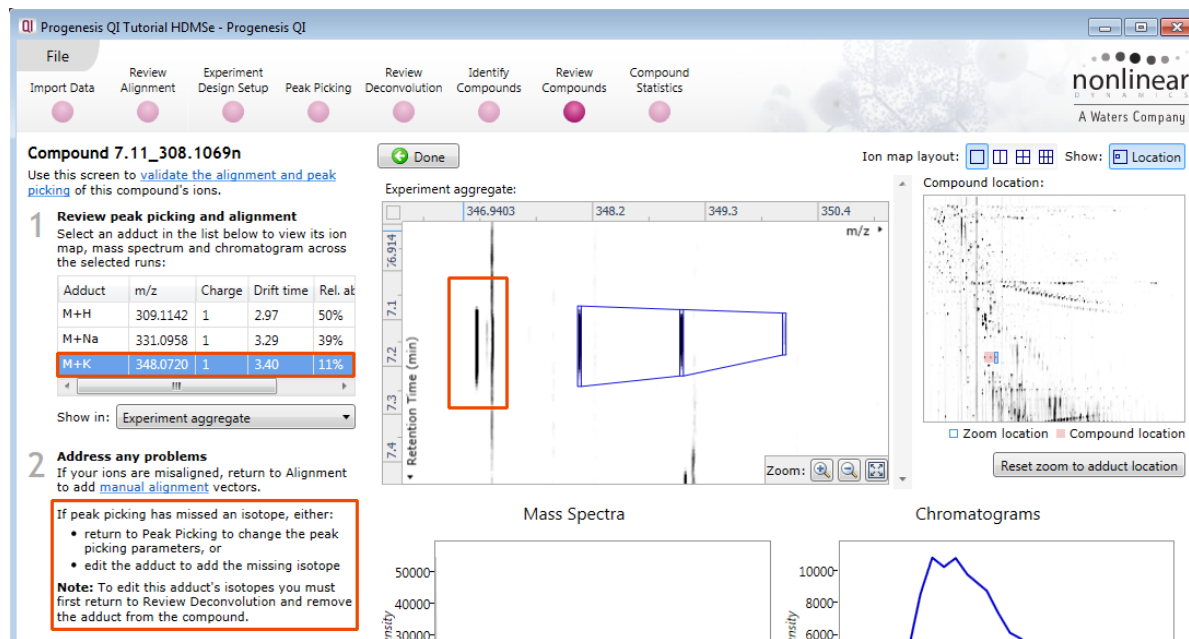 Progenesis QI Tutorial HDMSe - Progenesis QI
File
Import Data
Review Alignment
Experiment Design Setup
Peak Picking
Review Deconvolution
Identify Compounds
Review Compounds
Compound Statistics
nonlinear
DYNAMICS
A Waters Company
Compound 7.11_308.1069n
Use this screen to validate the alignment and peak
picking of this compound's ions.
1
Review peak picking and alignment
Select an adduct in the list below to view its ion
map, mass spectrum and chromatogram across
the selected runs:
Adduct m/z Charge Drift time Rel. ab
M+H 309.1142 1 2.97 50%
M+Na 331.0958 1 3.29 39%
M+K 348.0720 1 3.40 11%
Show in: Experiment aggregate
2
Address any problems
If your ions are misaligned, return to Alignment
to add manual alignment vectors.
If peak picking has missed an isotope, either:
• return to Peak Picking to change the peak
picking parameters, or
• edit the adduct to add the missing isotope
Note: To edit this adduct's isotopes you must
first return to Review Deconvolution and remove
the adduct from the compound.
Done
Ion map layout:
Show: Location
Experiment aggregate:
346.9403 348.2 349.3 350.4
m/z
6.914
7.1
7.2
7.3
7.4
Retention Time (min)
Zoom:
Compound location:
Zoom location Compound location
Reset zoom to adduct location
Mass Spectra
50000
40000
30000
Chromatograms
10000
8000
6000